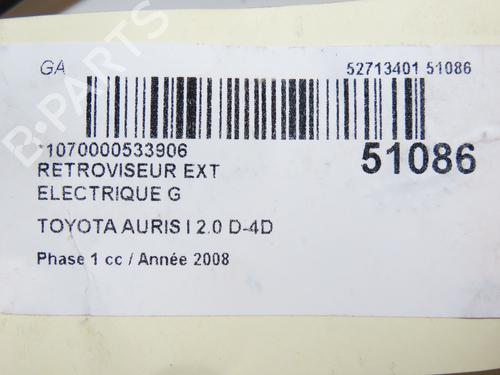 GA
52713401 51086
*1070000533906
51086
RETROVISEUR EXT
ELECTRIQUE G
TOYOTA AURIS I 2.0 D-4D
Phase 1 cc / Année 2008
B-PARTS